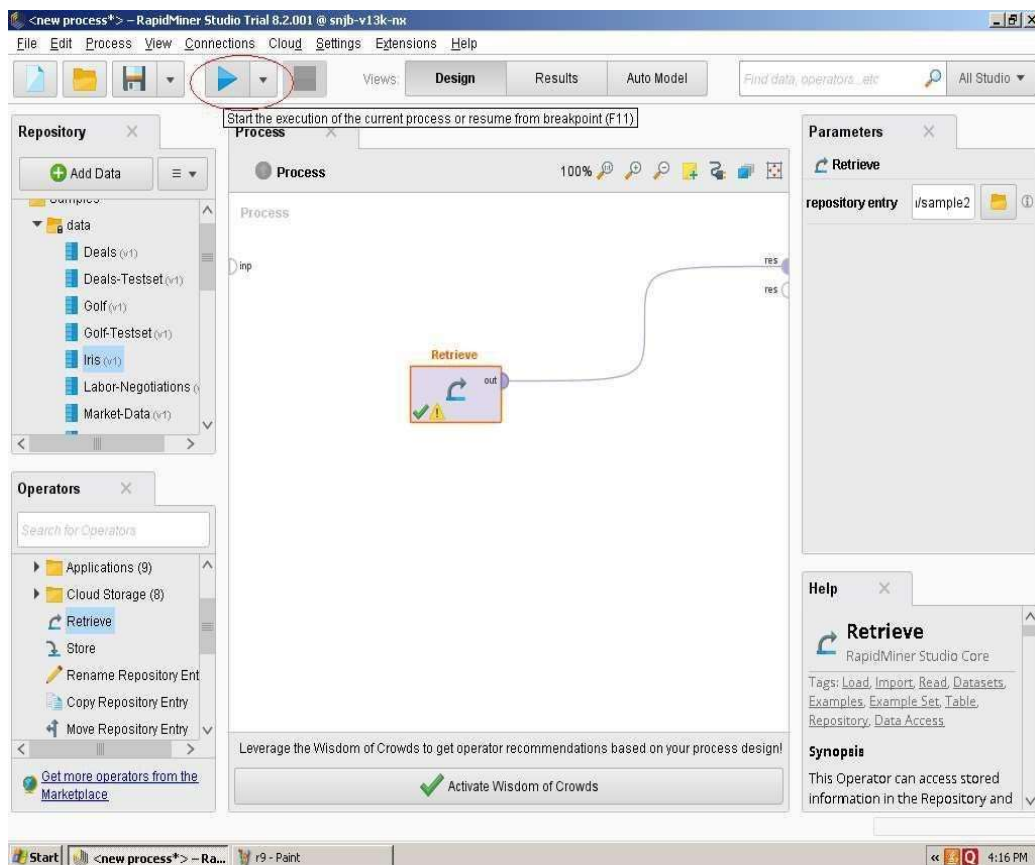 <new process*> – RapidMiner Studio Trial 8.2.001 @ snjb-v13k-nx
File Edit Process View Connections Cloud Settings Extensions Help
Views: Design Results Auto Model Find data, operators...etc All Studio
Start the execution of the current process or resume from breakpoint (F11)
Repository
Add Data
Samples
data
Deals (v1)
Deals-Testset (v1)
Golf (v1)
Golf-Testset (v1)
Iris (v1)
Labor-Negotiations
Market-Data (v1)
Operators
Search for Operators
Applications (9)
Cloud Storage (8)
Retrieve
Store
Rename Repository Ent
Copy Repository Entry
Move Repository Entry
Get more operators from the
Marketplace
Process
Process 100%
Process
inp
res
res
Retrieve
out
Leverage the Wisdom of Crowds to get operator recommendations based on your process design!
Activate Wisdom of Crowds
Parameters
Retrieve
repository entry /sample2
Help
Retrieve
RapidMiner Studio Core
Tags: Load, Import, Read, Datasets,
Examples, Example Set, Table,
Repository, Data Access
Synopsis
This Operator can access stored
information in the Repository and
Start <new process*> – Ra... r9 - Paint « Q 4:16 PM